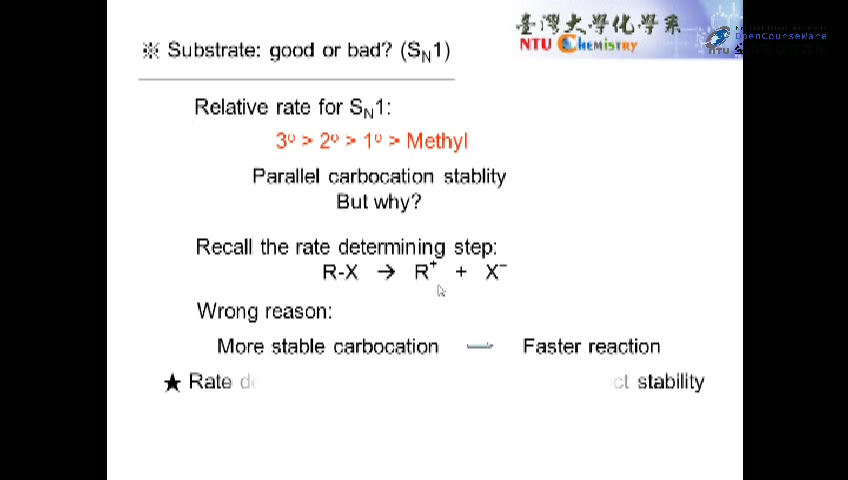 臺灣大學化學系
NTU Chemistry
OpenCourseWare
NTU
※ Substrate: good or bad? (SN1)
Relative rate for SN1:
3º > 2º > 1º > Methyl
Parallel carbocation stablity
But why?
Recall the rate determining step:
R-X → R⁺ + X⁻
Wrong reason:
More stable carbocation Faster reaction
★ Rate stability